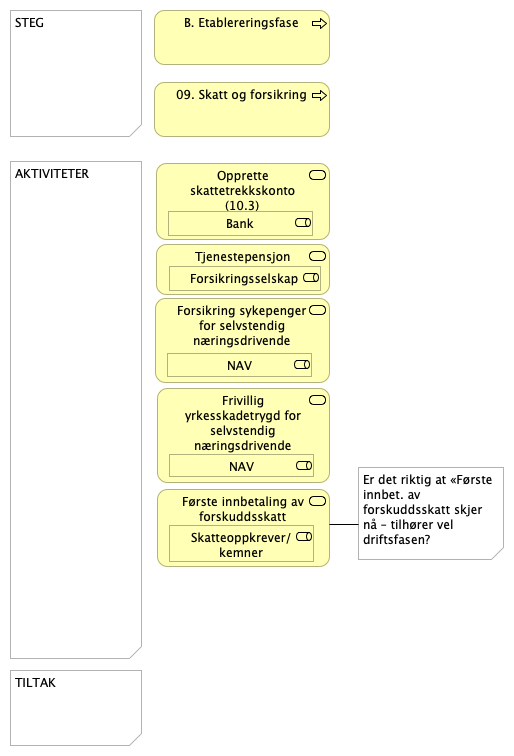 STEG
B. Etablereringsfase
09. Skatt og forsikring
AKTIVITETER
Opprette
skattetrekkskonto
(10.3)
Bank
Tjenestepensjon
Forsikringsselskap
Forsikring sykepenger
for selvstendig
næringsdrivende
NAV
Frivillig
yrkesskadetrygd for
selvstendig
næringsdrivende
NAV
Første innbetaling av
forskuddsskatt
Skatteoppkrever/
kemner
Er det riktig at «Første
innbet. av
forskuddsskatt skjer
nå – tilhører vel
driftsfasen?
TILTAK